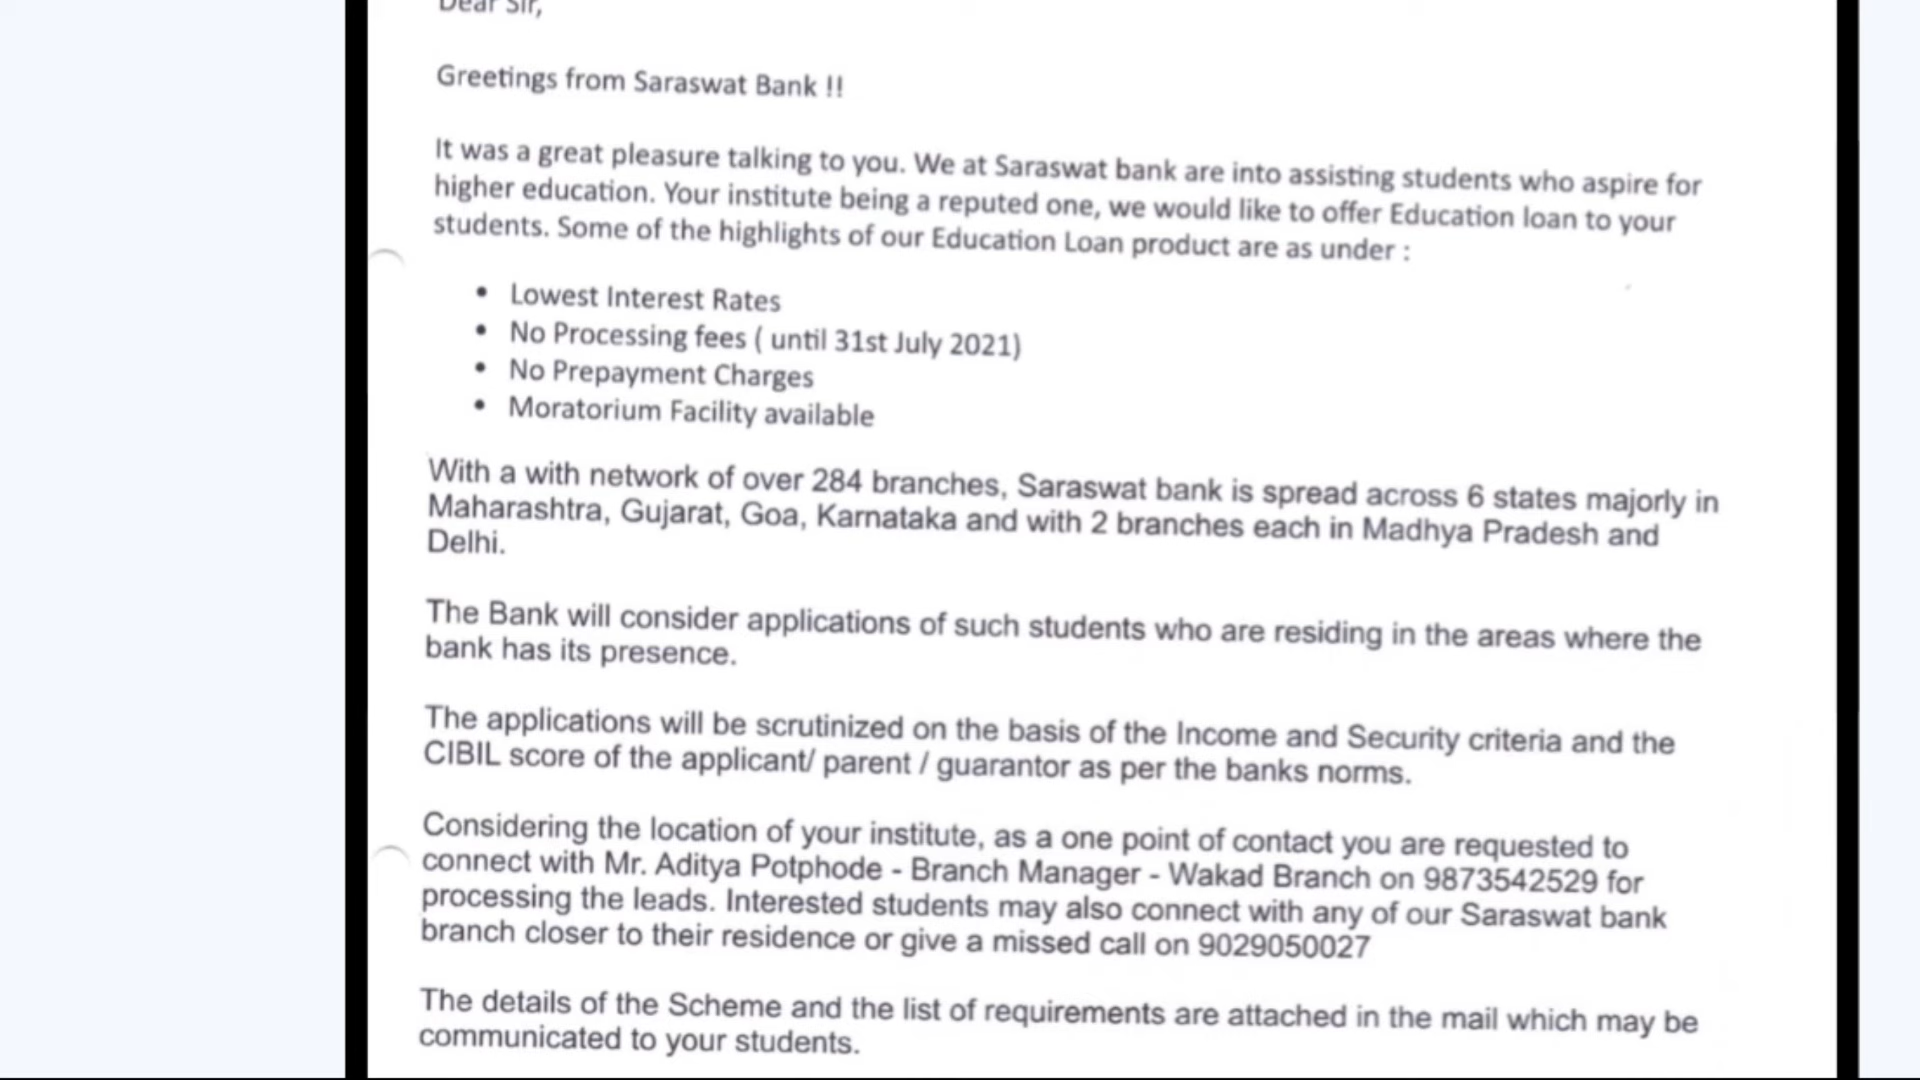 Dear Sir,
Greetings from Saraswat Bank !!
It was a great pleasure talking to you. We at Saraswat bank are into assisting students who aspire for
higher education. Your institute being a reputed one, we would like to offer Education loan to your
students. Some of the highlights of our Education Loan product are as under :
• Lowest Interest Rates
• No Processing fees ( until 31st July 2021)
• No Prepayment Charges
• Moratorium Facility available
With a with network of over 284 branches, Saraswat bank is spread across 6 states majorly in
Maharashtra, Gujarat, Goa, Karnataka and with 2 branches each in Madhya Pradesh and
Delhi.
The Bank will consider applications of such students who are residing in the areas where the
bank has its presence.
The applications will be scrutinized on the basis of the Income and Security criteria and the
CIBIL score of the applicant/ parent / guarantor as per the banks norms.
Considering the location of your institute, as a one point of contact you are requested to
connect with Mr. Aditya Potphode - Branch Manager - Wakad Branch on 9873542529 for
processing the leads. Interested students may also connect with any of our Saraswat bank
branch closer to their residence or give a missed call on 9029050027
The details of the Scheme and the list of requirements are attached in the mail which may be
communicated to your students.